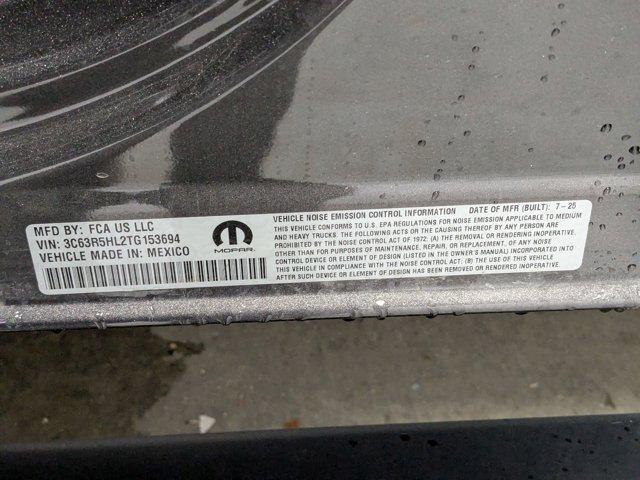 MFD BY: FCA US LLC
VIN: 3C63R5HL2TG153694
VEHICLE MADE IN: MEXICO
MOPAR
VEHICLE NOISE EMISSION CONTROL INFORMATION DATE OF MFR (BUILT): 7-25
THIS VEHICLE CONFORMS TO U.S. EPA REGULATIONS FOR NOISE EMISSION APPLICABLE TO MEDIUM
AND HEAVY TRUCKS. THE FOLLOWING ACTS OR THE CAUSING THEREOF BY ANY PERSON ARE
PROHIBITED BY THE NOISE CONTROL ACT OF 1972: (A) THE REMOVAL OR RENDERING INOPERATIVE,
OTHER THAN FOR PURPOSES OF MAINTENANCE, REPAIR, OR REPLACEMENT, OF ANY NOISE
CONTROL DEVICE OR ELEMENT OF DESIGN (LISTED IN THE OWNER'S MANUAL) INCORPORATED INTO
THIS VEHICLE IN COMPLIANCE WITH THE NOISE CONTROL ACT: (B) THE USE OF THIS VEHICLE
AFTER SUCH DEVICE OR ELEMENT OF DESIGN HAS BEEN REMOVED OR RENDERED INOPERATIVE.